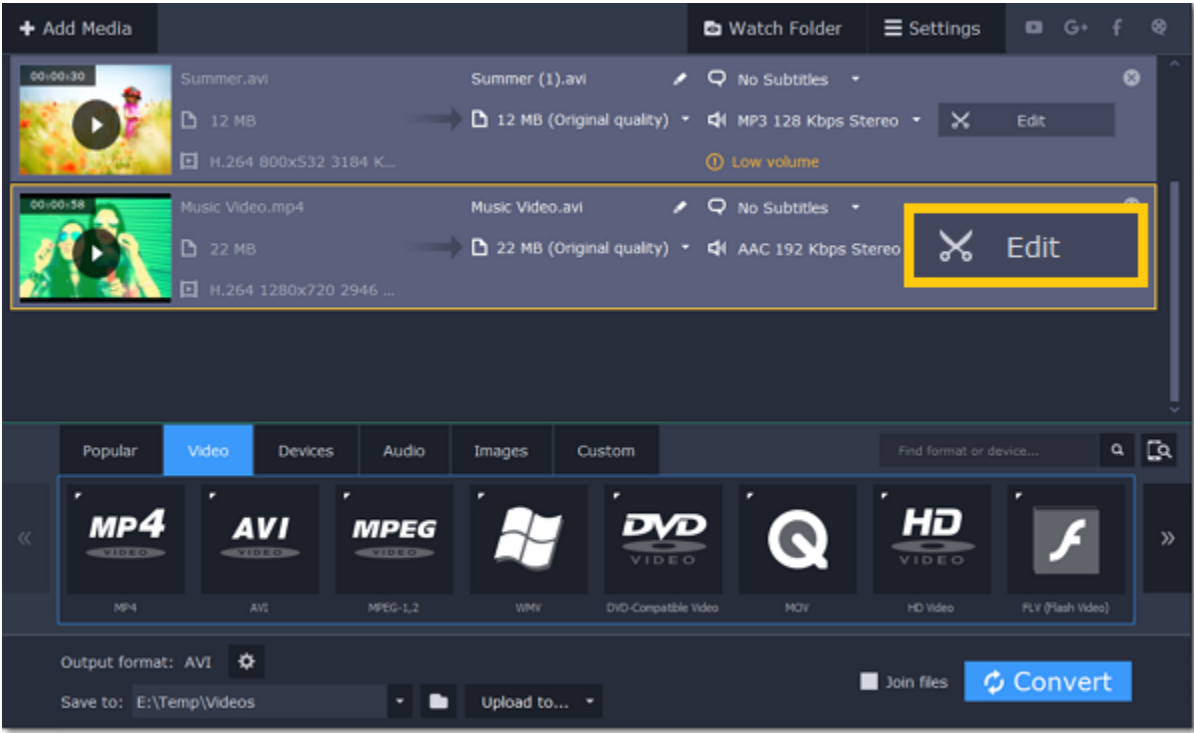 Add Media
Watch Folder
Settings
G+
f
00:00:30
Summer.avi
Summer (1).avi
No Subtitles
12 MB
12 MB (Original quality)
MP3 128 Kbps Stereo
Edit
H.264 800x532 3184 K...
Low volume
00:00:58
Music Video.mp4
Music Video.avi
No Subtitles
22 MB
22 MB (Original quality)
AAC 192 Kbps Stereo
Edit
H.264 1280x720 2946 ...
Popular
Video
Devices
Audio
Images
Custom
Find format or device...
MP4 VIDEO
AVI VIDEO
MPEG VIDEO
DVD VIDEO
HD VIDEO
MP4
AVI
MPEG-1,2
WMV
DVD-Compatible Video
MOV
HD Video
FLV (Flash Video)
Output format: AVI
Save to: E:\Temp\Videos
Upload to...
Join files
Convert